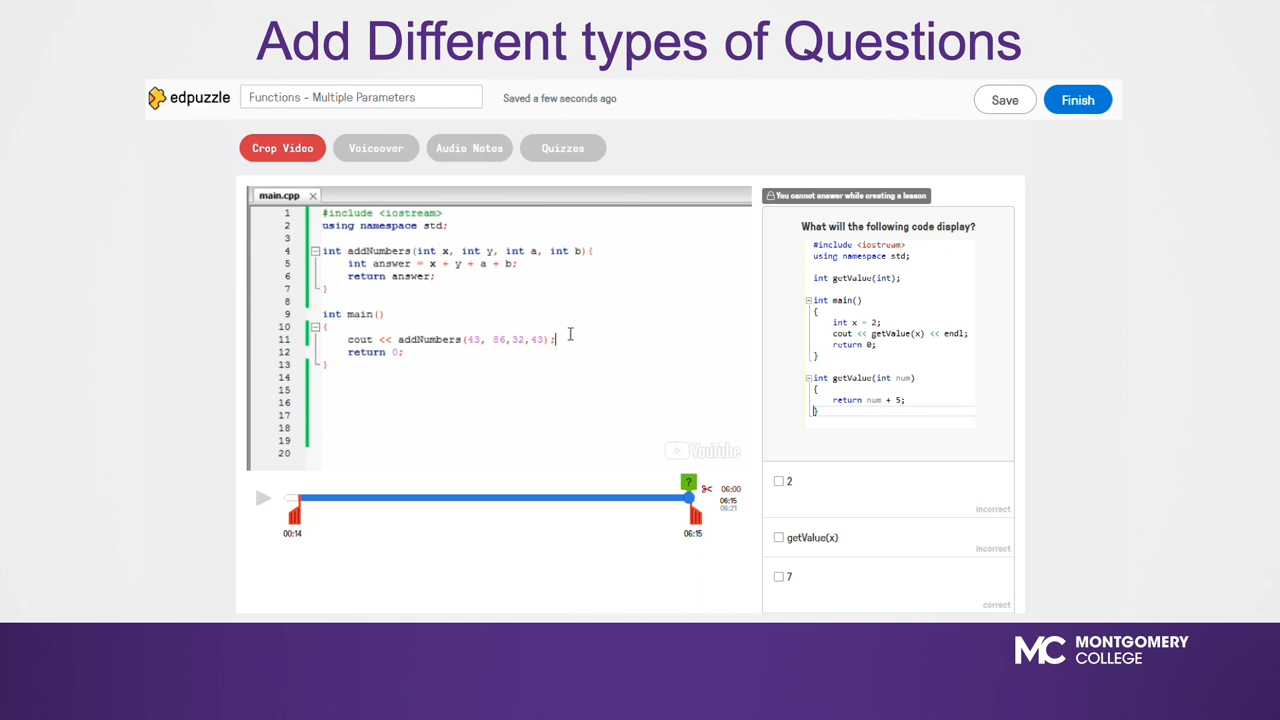 Add Different types of Questions
edpuzzle
Functions - Multiple Parameters
Saved a few seconds ago
Save
Finish
Crop Video
Voiceover
Audio Notes
Quizzes
main.cpp
1 #include <iostream>
2 using namespace std;
3
4 int addNumbers(int x, int y, int a, int b){
5 int answer = x + y + a + b;
6 return answer;
7 }
8
9 int main()
10 {
11 cout << addNumbers(43, 86,32,43);
12 return 0;
13 }
14
15
16
17
18
19
20
YouTube
?
06:00
06:15
06:21
00:14
06:15
You cannot answer while creating a lesson
What will the following code display?
#include <iostream>
using namespace std;
int getValue(int);
int main()
{
int x = 2;
cout << getValue(x) << endl;
return 0;
}
int getValue(int num)
{
return num + 5;
}
2
incorrect
getValue(x)
incorrect
7
correct
MC MONTGOMERY
COLLEGE